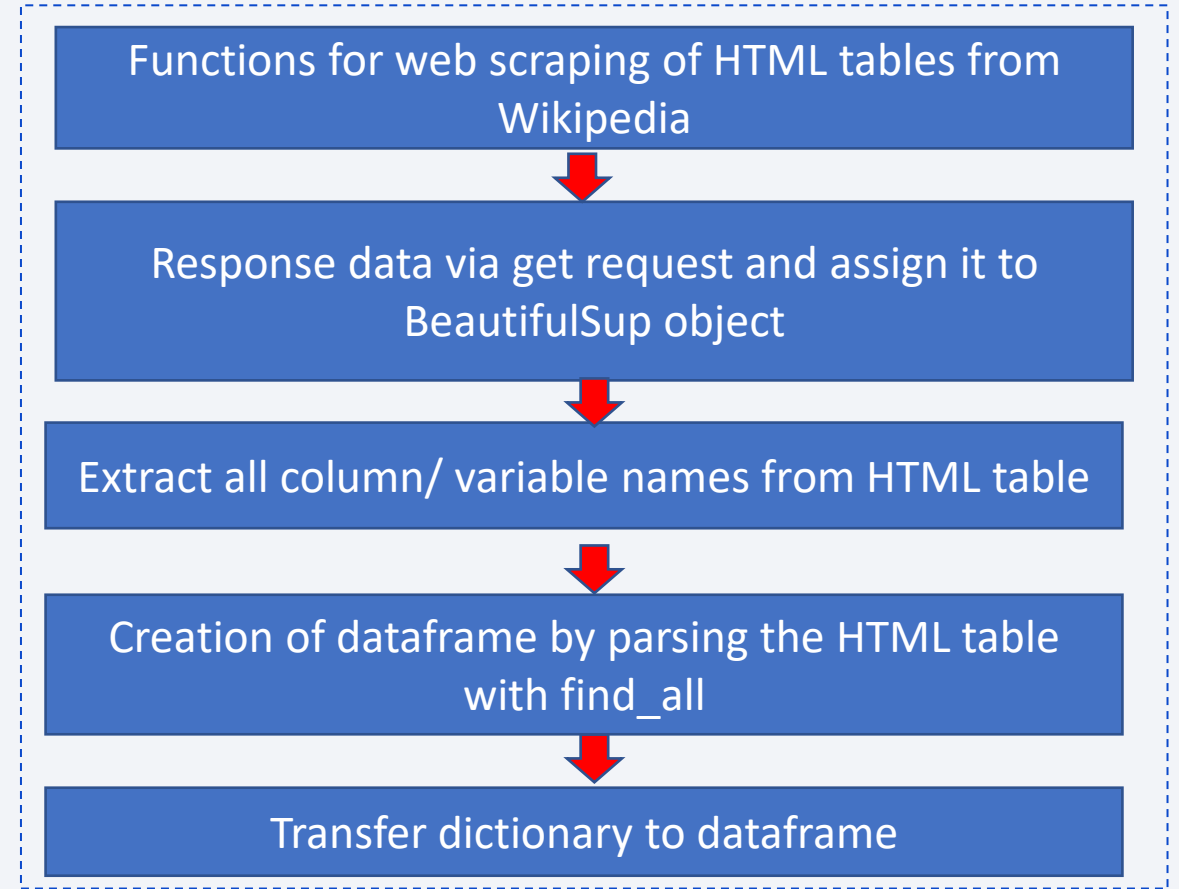 Functions for web scraping of HTML tables from
Wikipedia
Response data via get request and assign it to
BeautifulSup object
Extract all column/ variable names from HTML table
Creation of dataframe by parsing the HTML table
with find_all
Transfer dictionary to dataframe